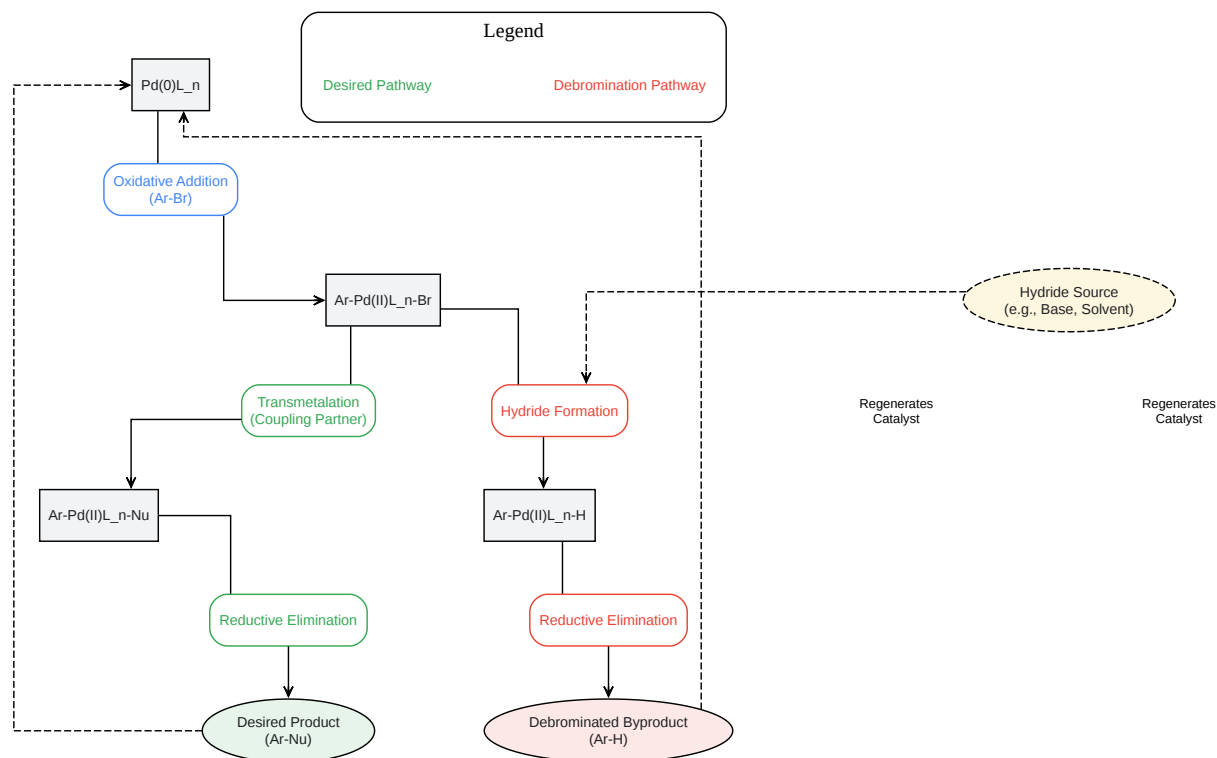 Legend
Desired Pathway
Debromination Pathway
Pd(0)L_n
Oxidative Addition
(Ar-Br)
Ar-Pd(II)L_n-Br
Hydride Source
(e.g., Base, Solvent)
Transmetalation
(Coupling Partner)
Hydride Formation
Regenerates
Catalyst
Regenerates
Catalyst
Ar-Pd(II)L_n-Nu
Ar-Pd(II)L_n-H
Reductive Elimination
Reductive Elimination
Desired Product
(Ar-Nu)
Debrominated Byproduct
(Ar-H)